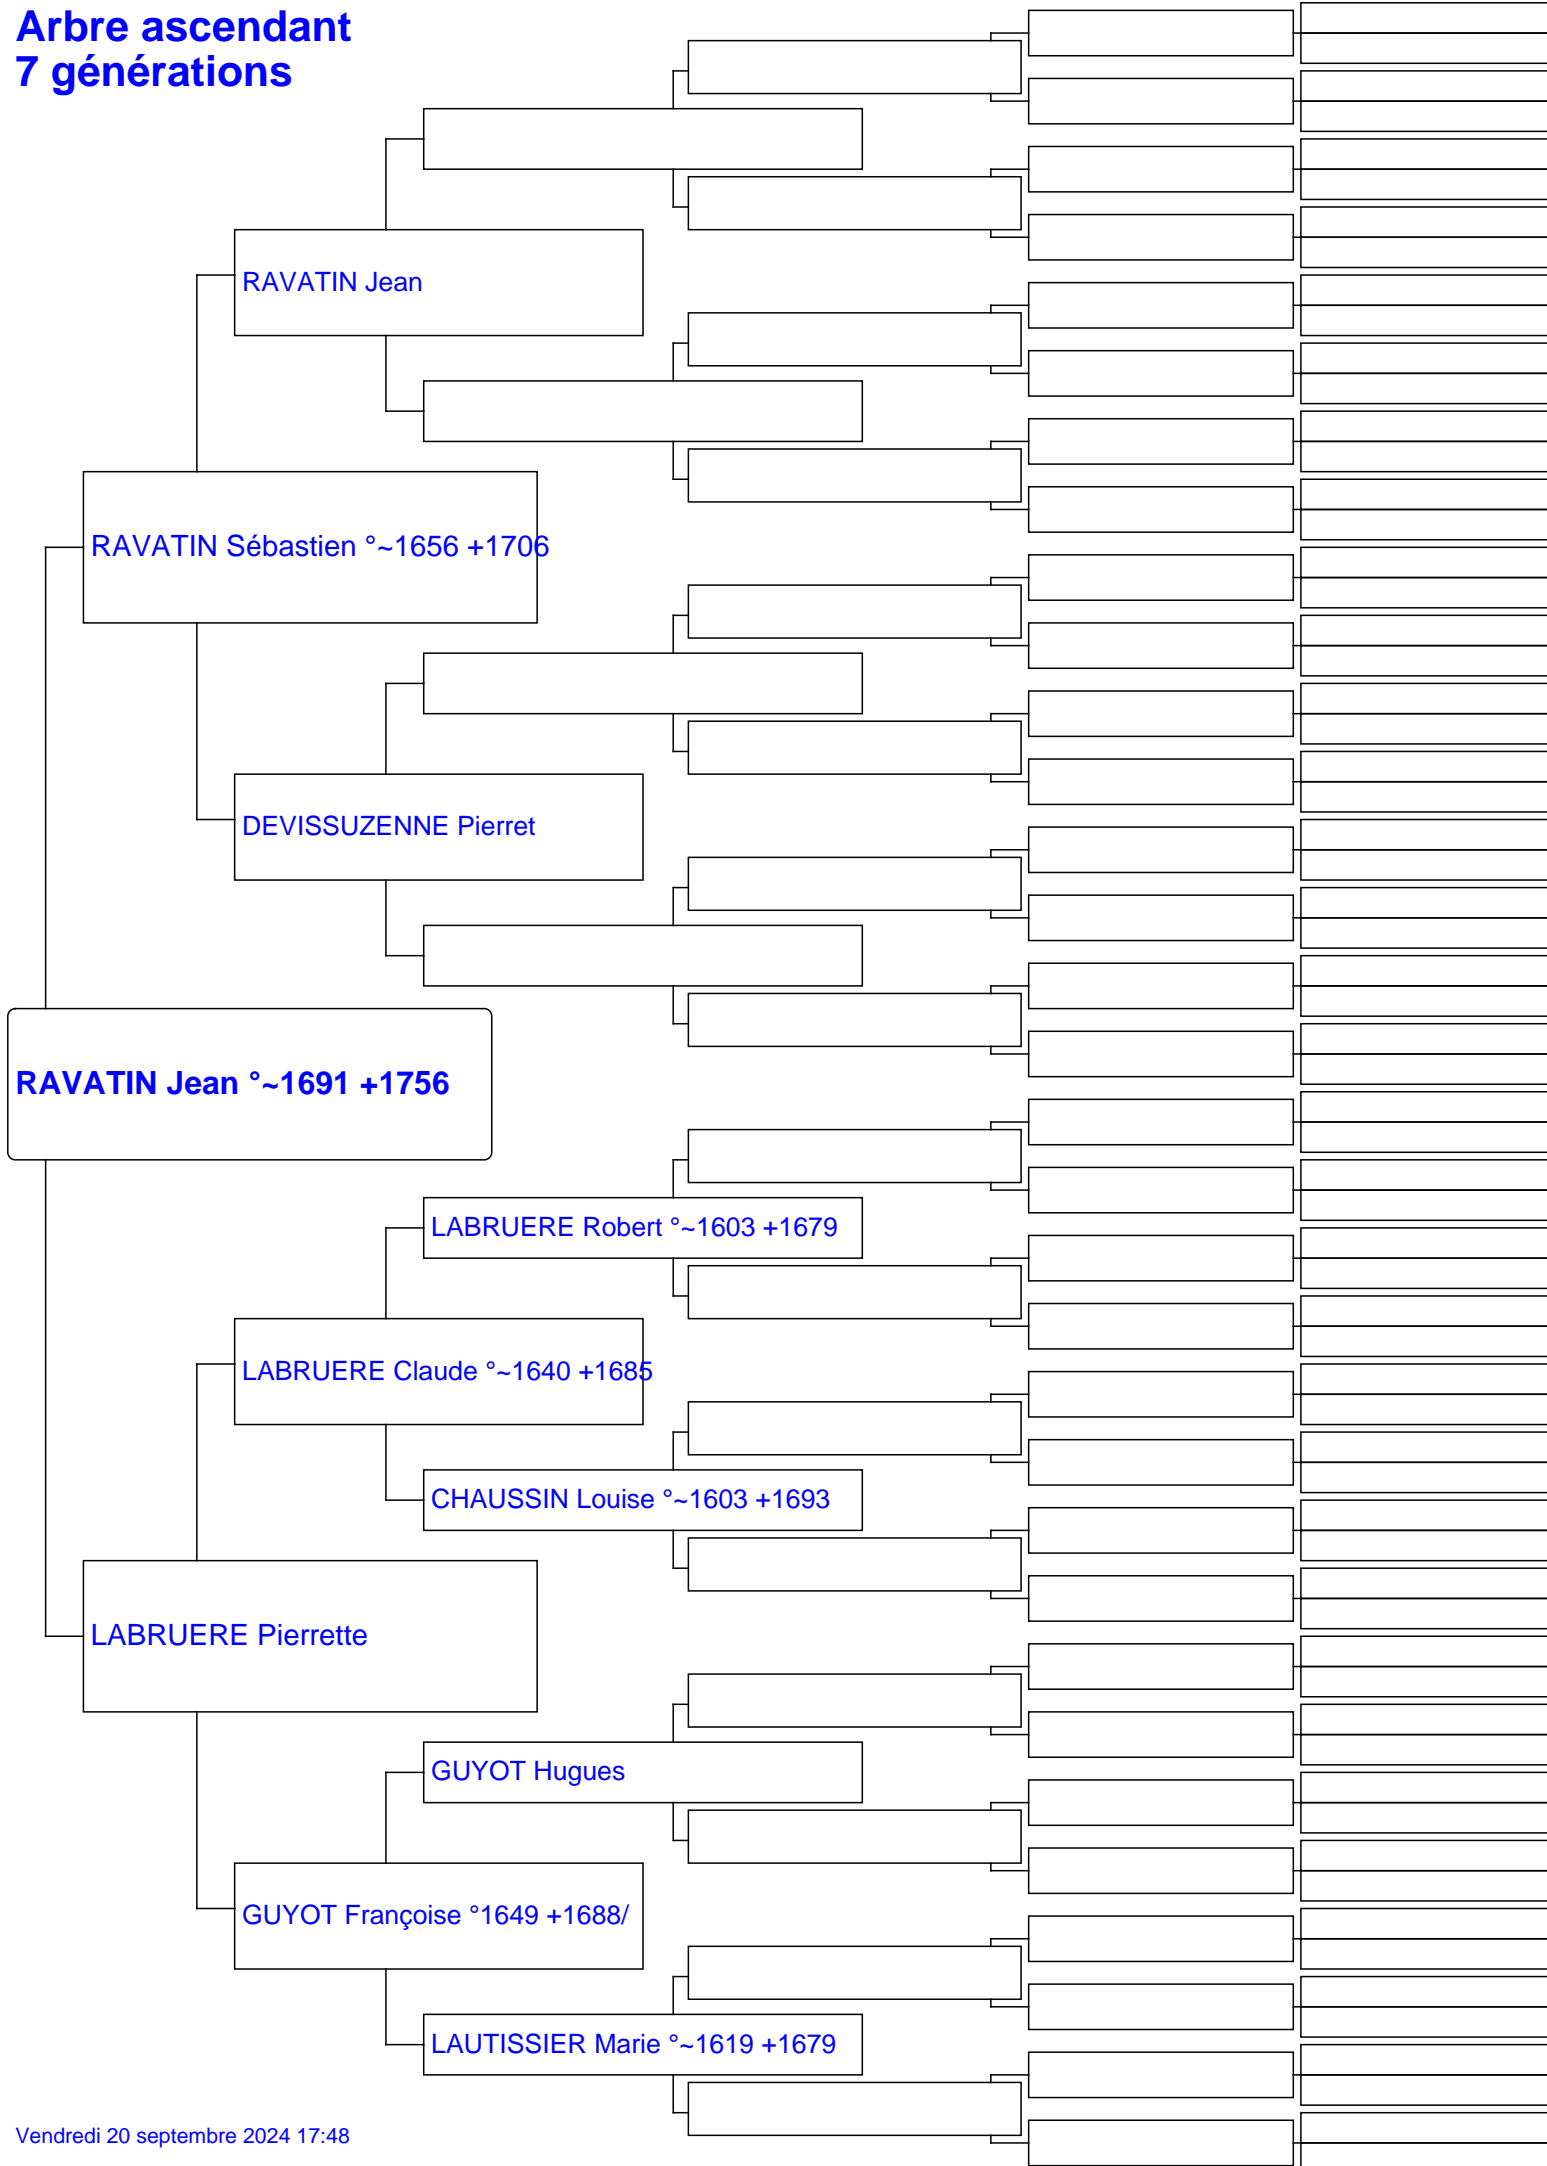 Arbre ascendant
7 générations
RAVATIN Jean
RAVATIN Sébastien °~1656 +1706
DEVISSUZENNE Pierret
RAVATIN Jean °~1691 +1756
LABRUERE Robert °~1603 +1679
LABRUERE Claude °~1640 +1685
CHAUSSIN Louise °~1603 +1693
LABRUERE Pierrette
GUYOT Hugues
GUYOT Françoise °1649 +1688/
LAUTISSIER Marie °~1619 +1679
Vendredi 20 septembre 2024 17:48